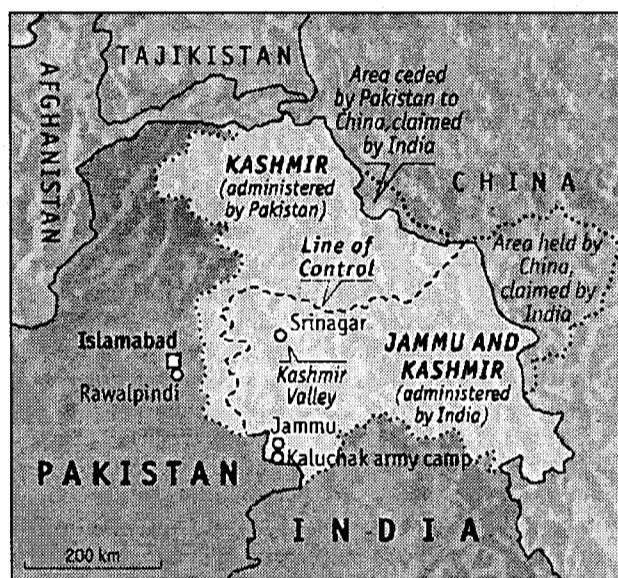 TAJIKISTAN
AFGHANISTAN
Area ceded
by Pakistan to
China, claimed
by India
KASHMIR
(administered
by Pakistan)
CHINA
Line of
Control
Area held by
China,
claimed by
India
Srinagar
Islamabad
Rawalpindi
Kashmir
Valley
JAMMU AND
KASHMIR
(administered
by India)
Jammu
Kaluchak army camp
PAKISTAN
INDIA
200 km